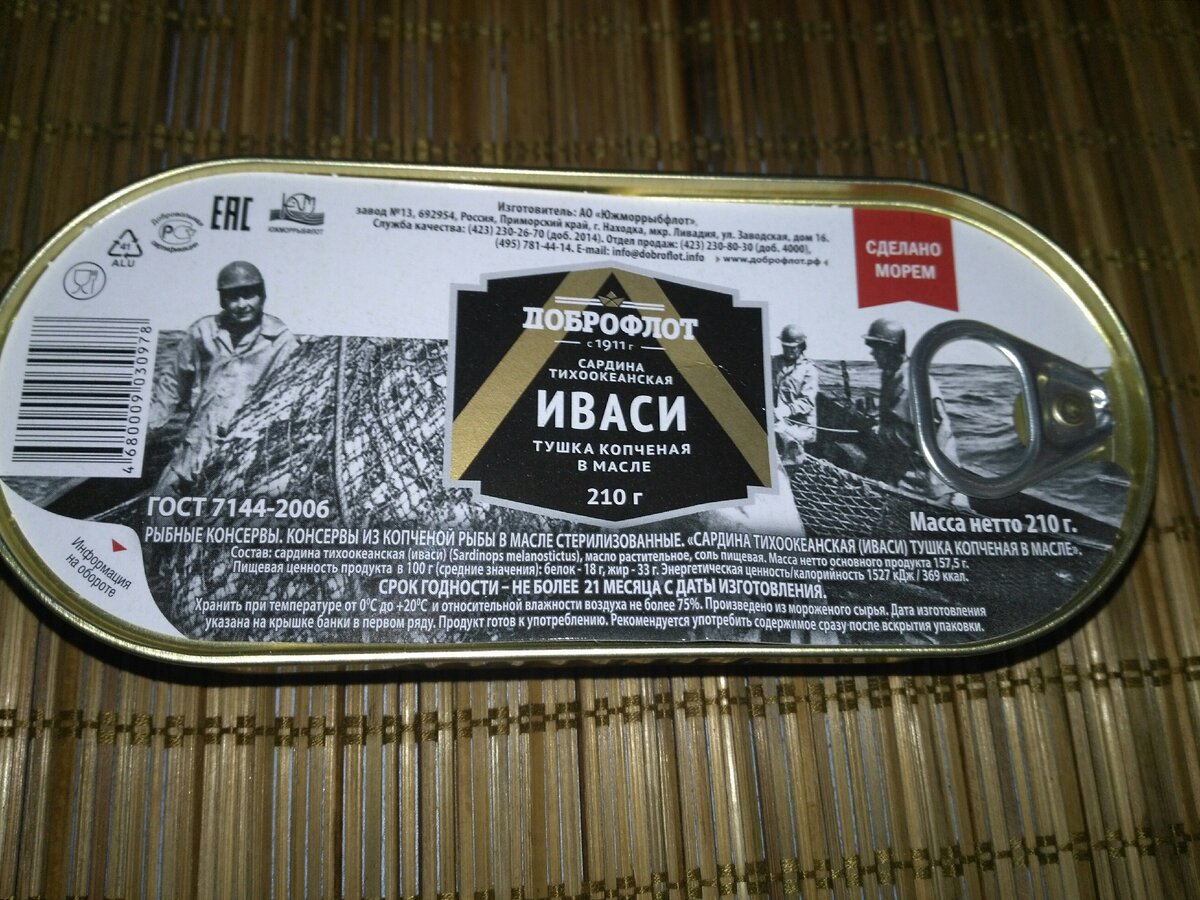 Добровольная
сертификация
ЕАС
ЮЖМОРРЫБФЛОТ
41
ALU
Изготовитель: АО «Южморрыбфлот»,
завод №13, 692954, Россия, Приморский край, г. Находка, мкр. Ливадия, ул. Заводская, дом 16.
Служба качества: (423) 230-26-70 (доб. 2014). Отдел продаж: (423) 230-80-30 (доб. 4000),
(495) 781-44-14. E-mail: info@dobroflot.info www.доброфлот.рф
СДЕЛАНО
МОРЕМ
ДОБРОФЛОТ
с 1911 г
САРДИНА
ТИХООКЕАНСКАЯ
ИВАСИ
ТУШКА КОПЧЕНАЯ
В МАСЛЕ
210 г
4680009030978
ГОСТ 7144-2006
Масса нетто 210 г.
РЫБНЫЕ КОНСЕРВЫ. КОНСЕРВЫ ИЗ КОПЧЕНОЙ РЫБЫ В МАСЛЕ СТЕРИЛИЗОВАННЫЕ. «САРДИНА ТИХООКЕАНСКАЯ (ИВАСИ) ТУШКА КОПЧЕНАЯ В МАСЛЕ».
Состав: сардина тихоокеанская (иваси) (Sardinops melanostictus), масло растительное, соль пищевая. Масса нетто основного продукта 157,5 г.
Пищевая ценность продукта в 100 г (средние значения): белок - 18 г, жир - 33 г. Энергетическая ценность/калорийность 1527 кДж / 369 ккал.
СРОК ГОДНОСТИ – НЕ БОЛЕЕ 21 МЕСЯЦА С ДАТЫ ИЗГОТОВЛЕНИЯ.
Хранить при температуре от 0°С до +20°С и относительной влажности воздуха не более 75%. Произведено из мороженого сырья. Дата изготовления
указана на крышке банки в первом ряду. Продукт готов к употреблению. Рекомендуется употребить содержимое сразу после вскрытия упаковки.
Информация
на обороте